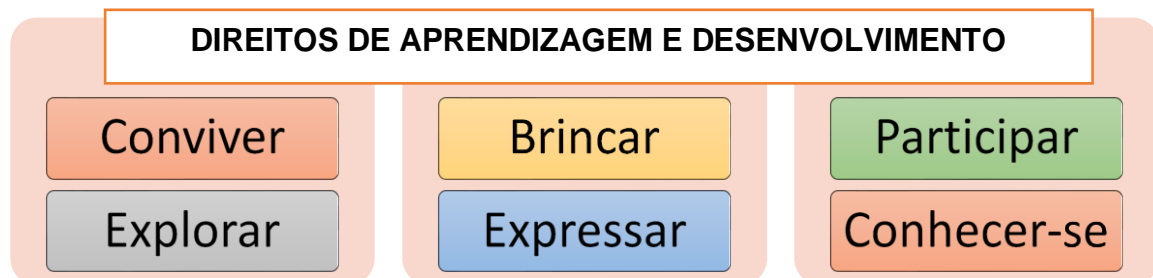 DIREITOS DE APRENDIZAGEM E DESENVOLVIMENTO
Conviver
Brincar
Participar
Explorar
Expressar
Conhecer-se